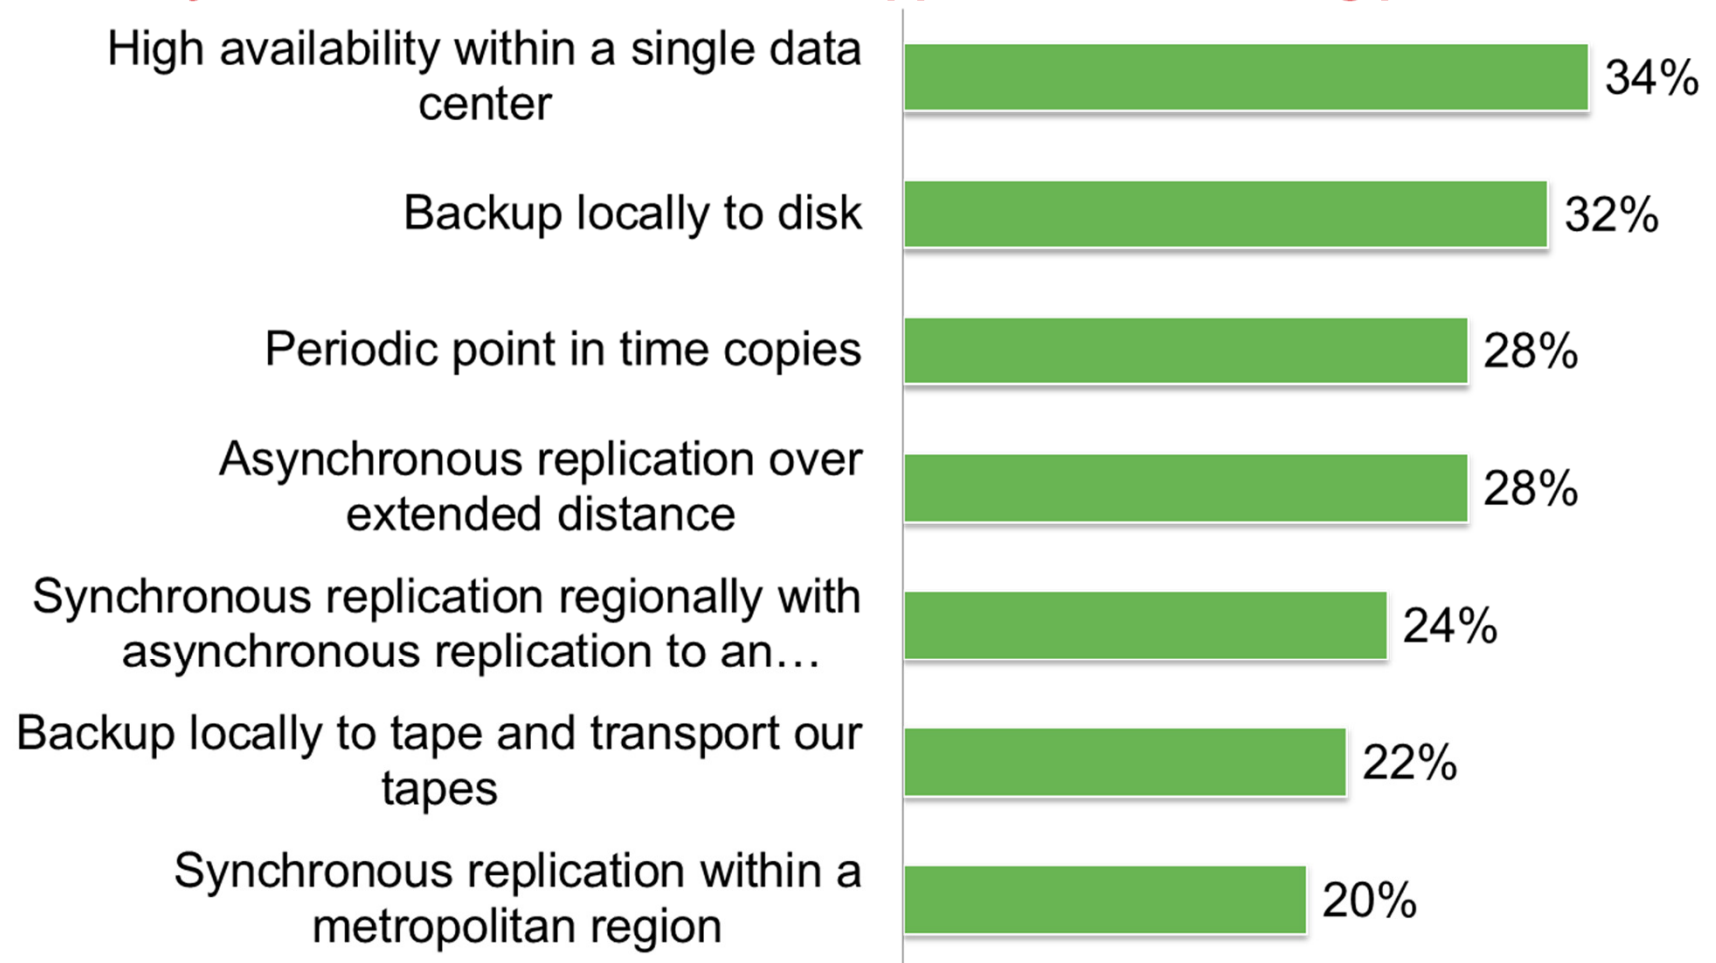 High availability within a single data
center
34%
Backup locally to disk
32%
Periodic point in time copies
28%
Asynchronous replication over
extended distance
28%
Synchronous replication regionally with
asynchronous replication to an…
24%
Backup locally to tape and transport our
tapes
22%
Synchronous replication within a
metropolitan region
20%